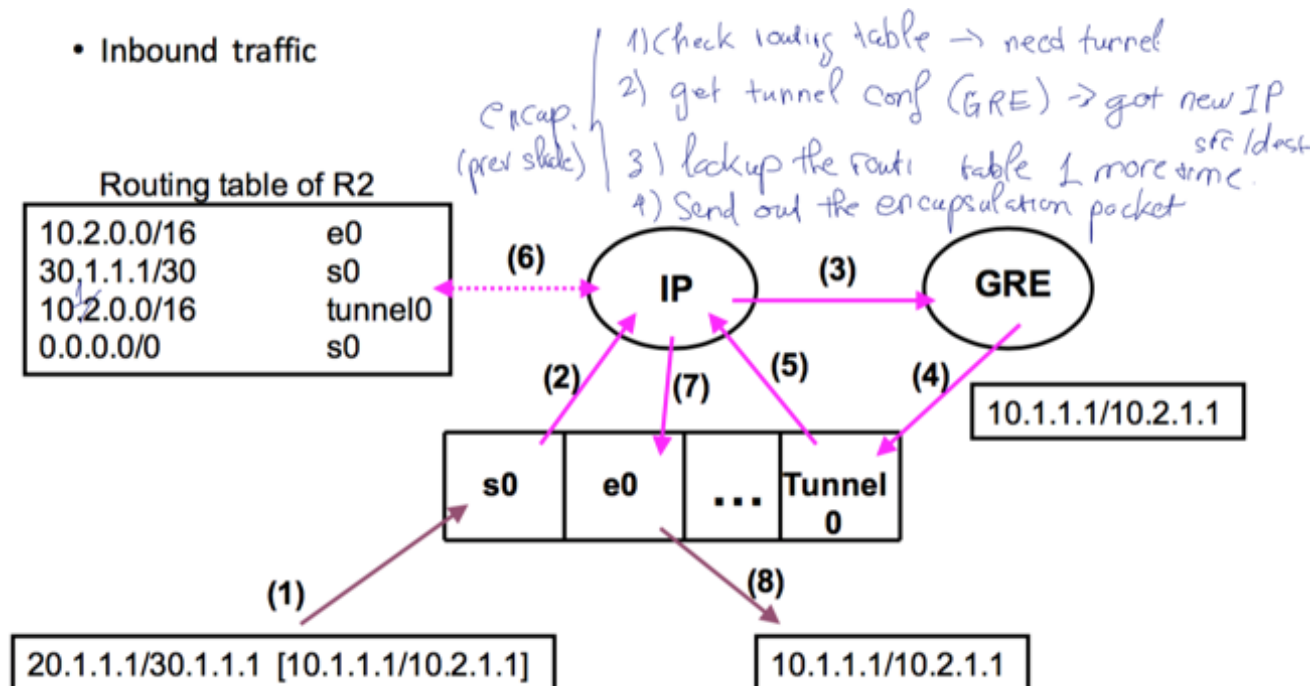 • Inbound traffic
1) Check routing table → need tunnel
2) get tunnel conf (GRE) → got new IP
src/dest
encap.
(prev slide)
3) lookup the routi table 1 more time.
4) Send out the encapsulation packet
Routing table of R2
10.2.0.0/16 e0
30.1.1.1/30 s0
1
10.2.0.0/16 tunnel0
0.0.0.0/0 s0
(6)
IP
(3)
GRE
(2)
(7)
(5)
(4)
10.1.1.1/10.2.1.1
s0
e0
...
Tunnel
0
(1)
(8)
20.1.1.1/30.1.1.1 [10.1.1.1/10.2.1.1]
10.1.1.1/10.2.1.1